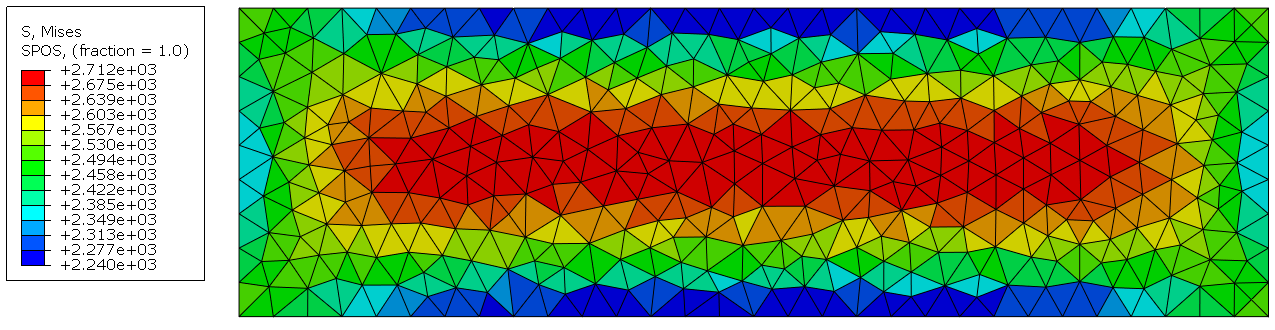 S, Mises
SPOS, (fraction = 1.0)
+2.712e+03
+2.675e+03
+2.639e+03
+2.603e+03
+2.567e+03
+2.530e+03
+2.494e+03
+2.458e+03
+2.422e+03
+2.385e+03
+2.349e+03
+2.313e+03
+2.277e+03
+2.240e+03